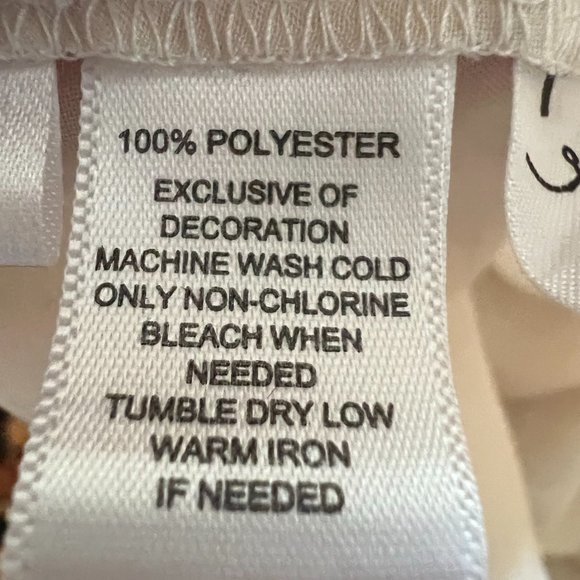 100% POLYESTER
EXCLUSIVE OF
DECORATION
MACHINE WASH COLD
ONLY NON-CHLORINE
BLEACH WHEN
NEEDED
TUMBLE DRY LOW
WARM IRON
IF NEEDED